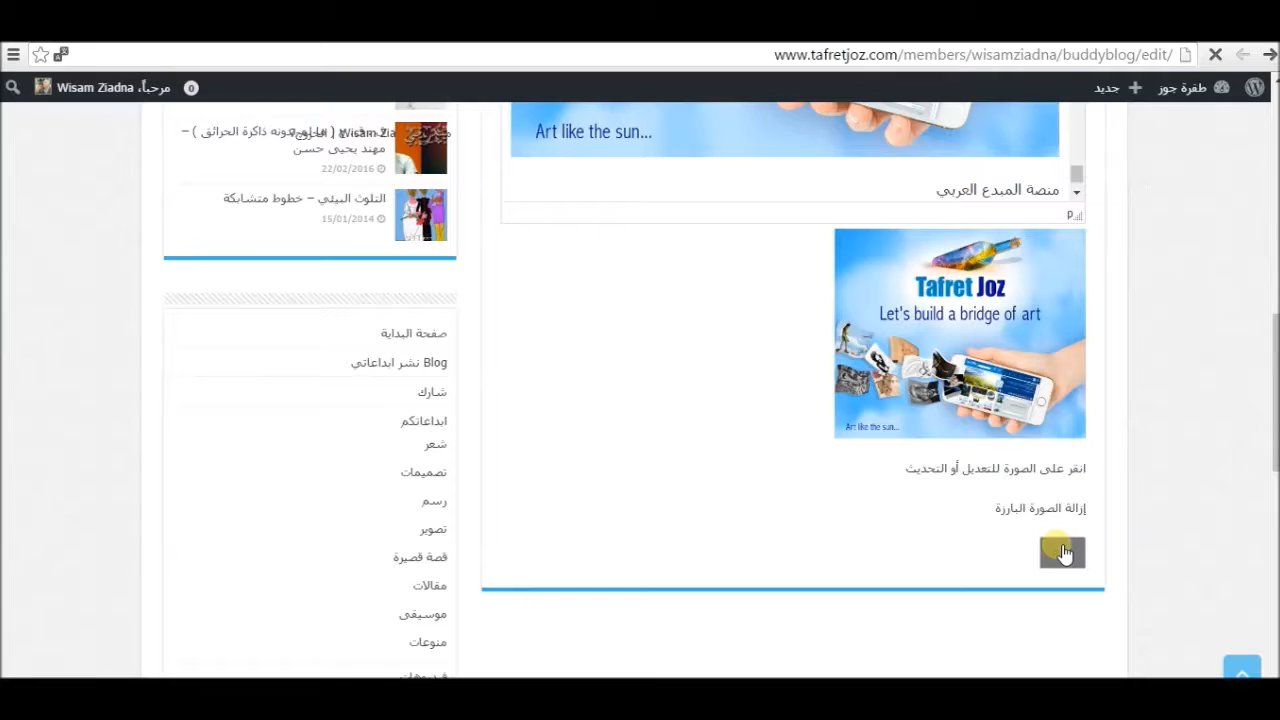 www.tafretjoz.com/members/wisamziadna/buddyblog/edit/
طفرة جوز
جديد
مرحباً، Wisam Ziadna
0
Art like the sun...
منصة المبدع العربي
p
Tafret Joz
Let's build a bridge of art
Art like the sun...
انقر على الصورة للتعديل أو التحديث
إزالة الصورة البارزة
مهند يحيى حسن
22/02/2016
التلوث البيئي – خطوط متشابكة
15/01/2014
صفحة البداية
Blog نشر ابداعاتي
شارك
ابداعاتكم
شعر
تصميمات
رسم
تصوير
قصة قصيرة
مقالات
موسيقى
منوعات